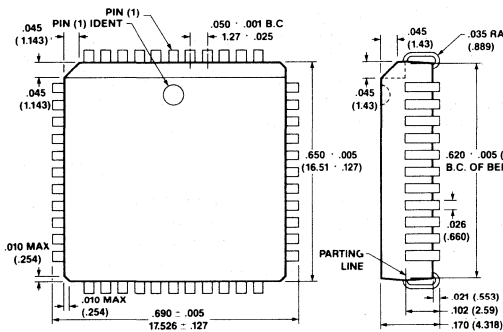 PIN (1)
PIN (1) IDENT
.050 · .001 B.C
1.27 · .025
.045
(1.143)
.045
(1.143)
.650 · .005
(16.51 · .127)
.010 MAX
(.254)
.010 MAX
(.254)
.690 ± .005
17.526 ± .127
.045
(1.43)
.035 RA
(.889)
.045
(1.43)
.620 · .005 (
B.C. OF BE
.026
(.660)
PARTING
LINE
.021 (.553)
.102 (2.59)
.170 (4.318)